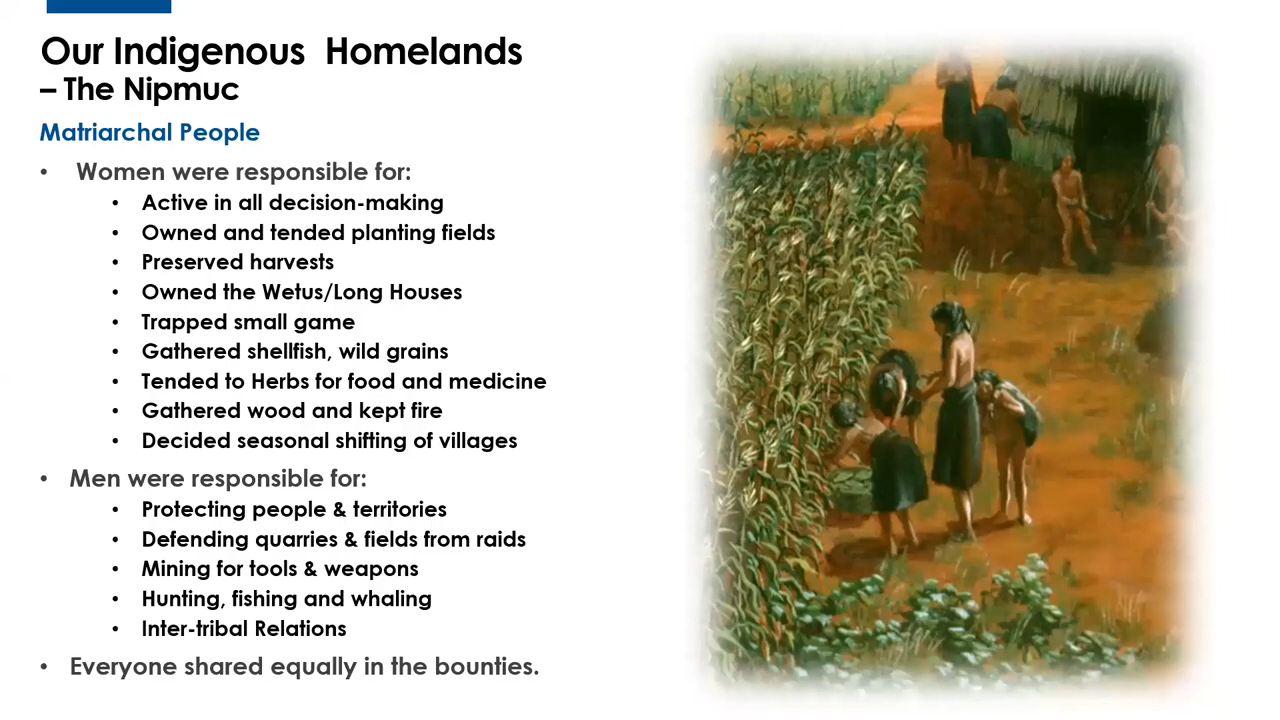 Our Indigenous Homelands
– The Nipmuc
Matriarchal People
• Women were responsible for:
• Active in all decision-making
• Owned and tended planting fields
• Preserved harvests
• Owned the Wetus/Long Houses
• Trapped small game
• Gathered shellfish, wild grains
• Tended to Herbs for food and medicine
• Gathered wood and kept fire
• Decided seasonal shifting of villages
• Men were responsible for:
• Protecting people & territories
• Defending quarries & fields from raids
• Mining for tools & weapons
• Hunting, fishing and whaling
• Inter-tribal Relations
• Everyone shared equally in the bounties.